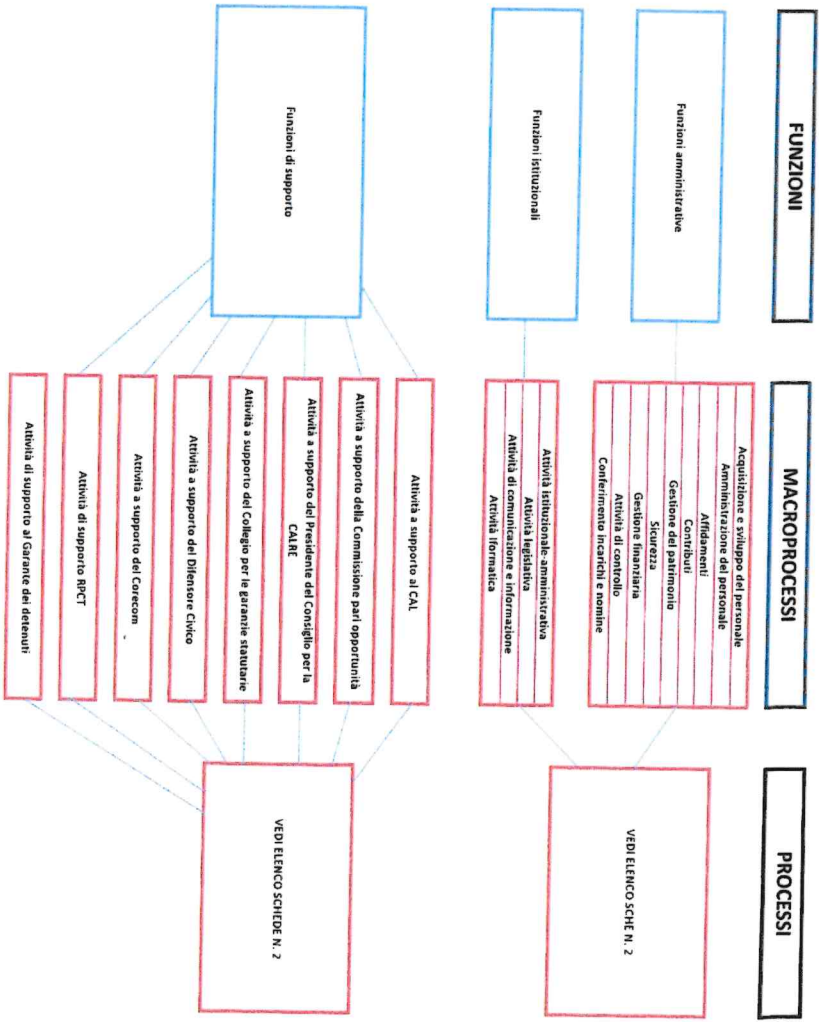 FUNZIONI
MACROPROCESSI
PROCESSI
Funzioni amministrative
Acquisizione e sviluppo del personale
Amministrazione del personale
Affidamenti
Contributi
Gestione del patrimonio
Sicurezza
Gestione finanziaria
Attività di controllo
Conferimento incarichi e nomine
VEDI ELENCO SCHE N. 2
Funzioni istituzionali
Attività istituzionale-amministrativa
Attività legislativa
Attività di comunicazione e informazione
Attività Iformatica
Funzioni di supporto
Attività a supporto al CAL
Attività a supporto della Commissione pari opportunità
Attività a supporto del Presidente del Consiglio per la
CALRE
Attività a supporto del Collegio per le garanzie statutarie
Attività a supporto del Difensore Civico
Attività a supporto del Corecom
Attività di supporto RPCT
Attività di supporto al Garante dei detenuti
VEDI ELENCO SCHEDE N. 2